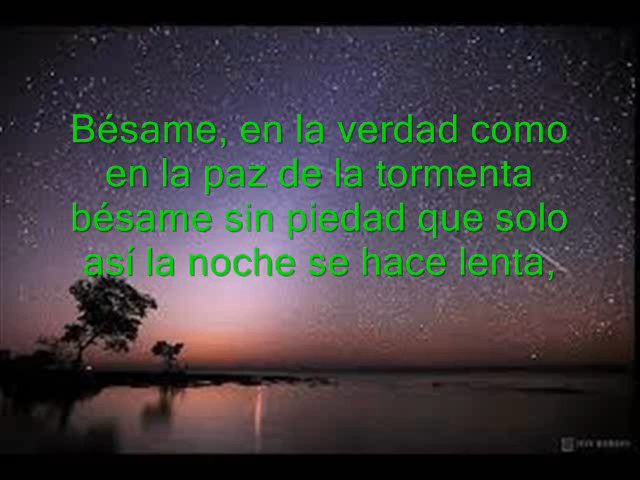 Bésame, en la verdad como
en la paz de la tormenta
bésame sin piedad que solo
así la noche se hace lenta,